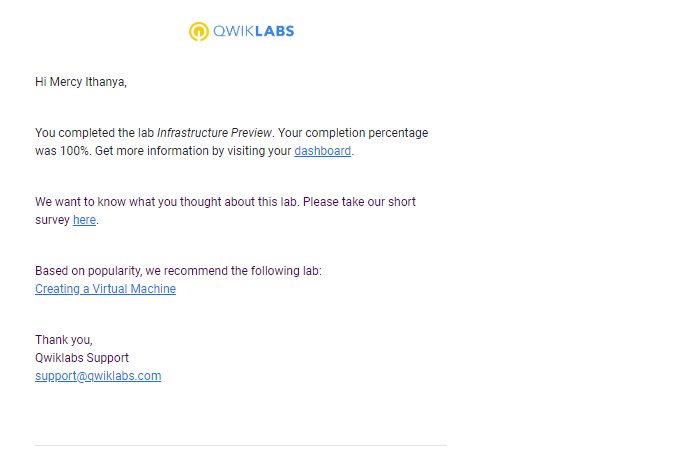 QWIKLABS
Hi Mercy Ithanya,
You completed the lab Infrastructure Preview. Your completion percentage
was 100%. Get more information by visiting your dashboard.
We want to know what you thought about this lab. Please take our short
survey here.
Based on popularity, we recommend the following lab:
Creating a Virtual Machine
Thank you,
Qwiklabs Support
support@qwiklabs.com